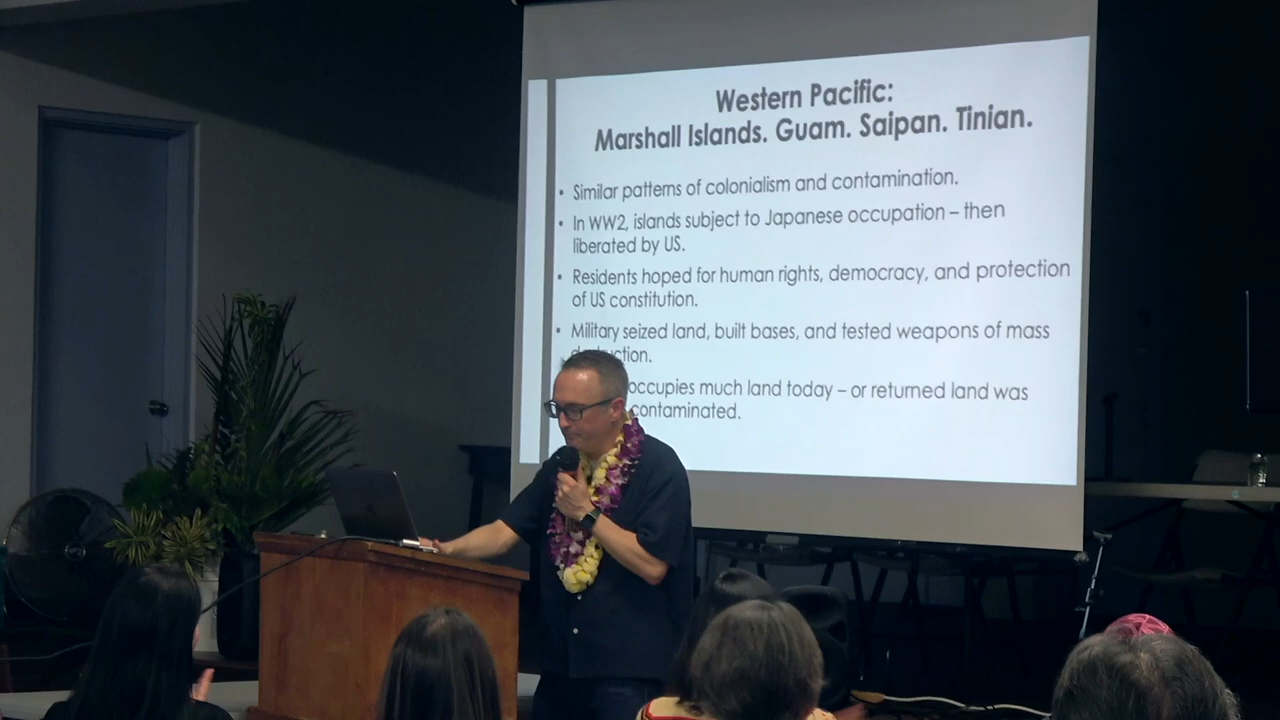 Western Pacific:
Marshall Islands. Guam. Saipan. Tinian.
• Similar patterns of colonialism and contamination.
• In WW2, islands subject to Japanese occupation – then
liberated by US.
• Residents hoped for human rights, democracy, and protection
of US constitution.
• Military seized land, built bases, and tested weapons of mass
destruction.
occupies much land today – or returned land was
contaminated.